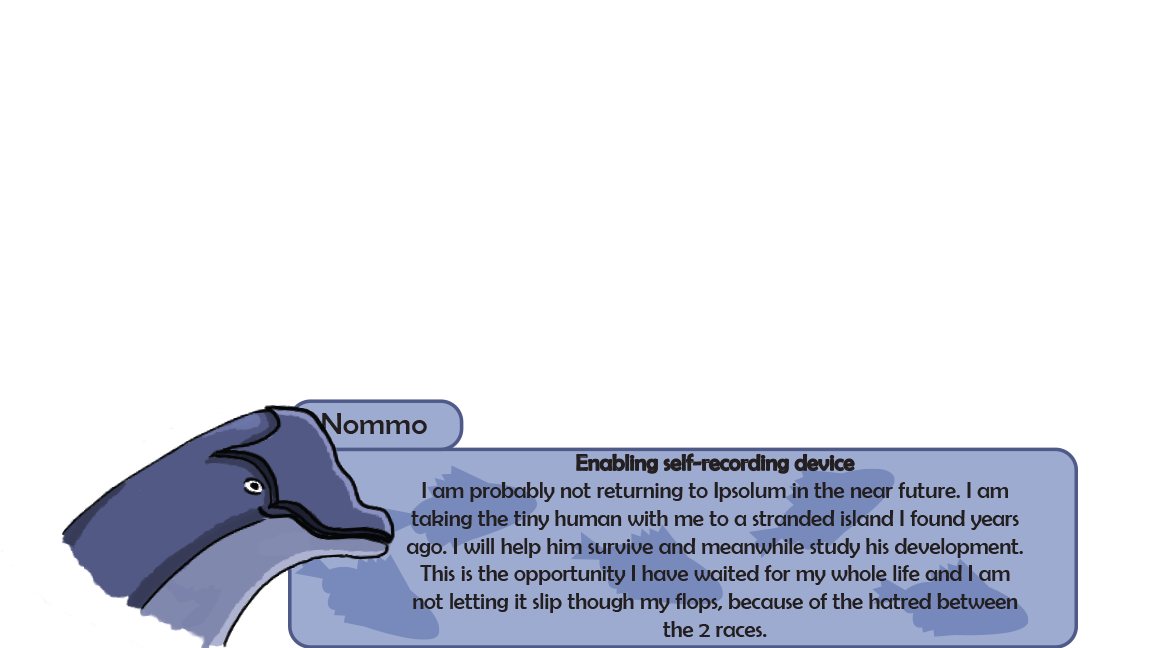 Nommo
Enabling self-recording device
I am probably not returning to Ipsolum in the near future. I am
taking the tiny human with me to a stranded island I found years
ago. I will help him survive and meanwhile study his development.
This is the opportunity I have waited for my whole life and I am
not letting it slip though my flops, because of the hatred between
the 2 races.